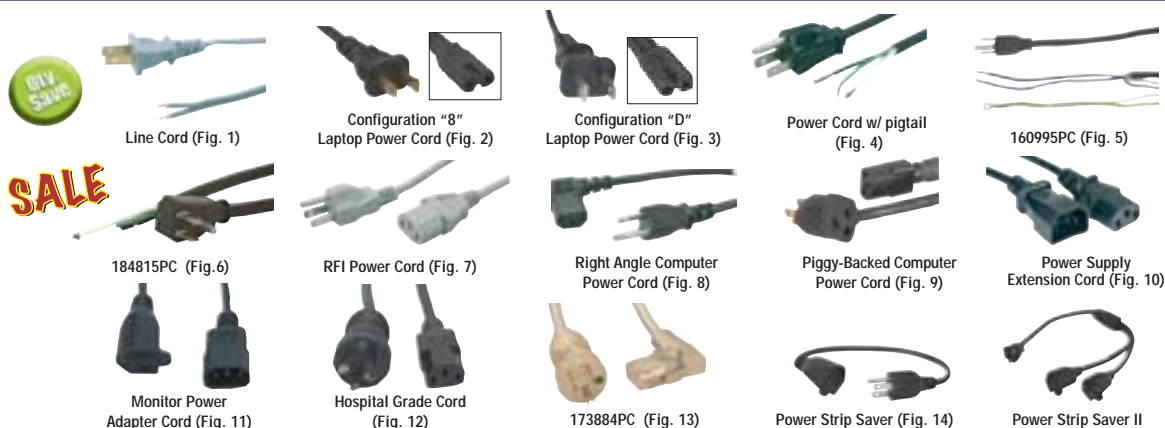 Qty.
Save
Line Cord (Fig. 1)
Configuration "8"
Laptop Power Cord (Fig. 2)
Configuration "D"
Laptop Power Cord (Fig. 3)
Power Cord w/ pigtail
(Fig. 4)
160995PC (Fig. 5)
SALE
184815PC (Fig.6)
RFI Power Cord (Fig. 7)
Right Angle Computer
Power Cord (Fig. 8)
Piggy-Backed Computer
Power Cord (Fig. 9)
Power Supply
Extension Cord (Fig. 10)
Monitor Power
Adapter Cord (Fig. 11)
Hospital Grade Cord
(Fig. 12)
173884PC (Fig. 13)
Power Strip Saver (Fig. 14)
Power Strip Saver II